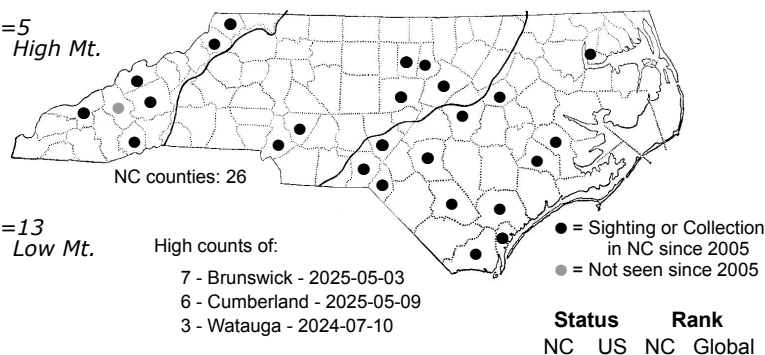 =5
High Mt.
NC counties: 26
=13
Low Mt.
High counts of:
7 - Brunswick - 2025-05-03
6 - Cumberland - 2025-05-09
3 - Watauga - 2024-07-10
● = Sighting or Collection
in NC since 2005
● = Not seen since 2005
Status Rank
NC US NC Global